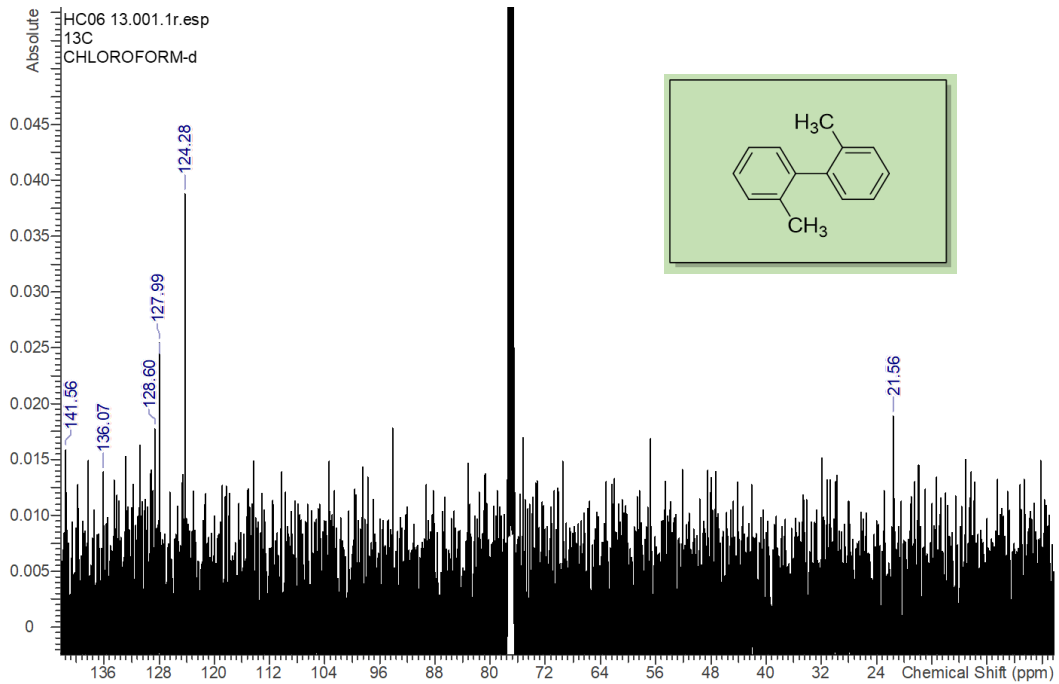 Absolute
HC06 13.001.1r.esp
13C
CHLOROFORM-d
0.045
0.040
0.035
0.030
0.025
0.020
0.015
0.010
0.005
0
141.56
136.07
128.60
127.99
124.28
21.56
H₃C
CH₃
136 128 120 112 104 96 88 80 72 64 56 48 40 32 24 Chemical Shift (ppm)